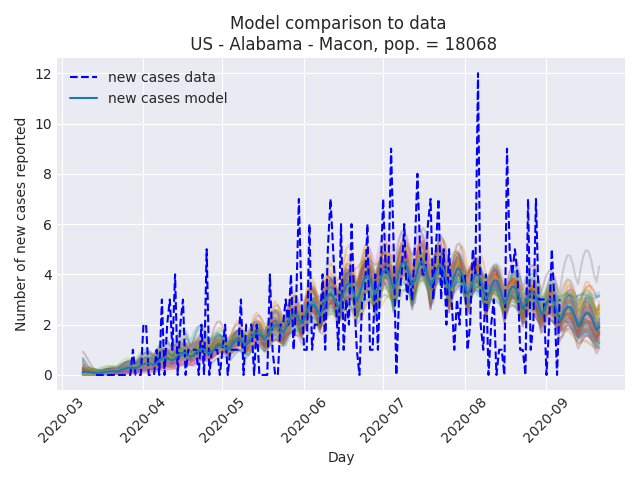 Model comparison to data
US - Alabama - Macon, pop. = 18068
new cases data
new cases model
Number of new cases reported
12
10
8
6
4
2
0
2020-03
2020-04
2020-05
2020-06
2020-07
2020-08
2020-09
Day